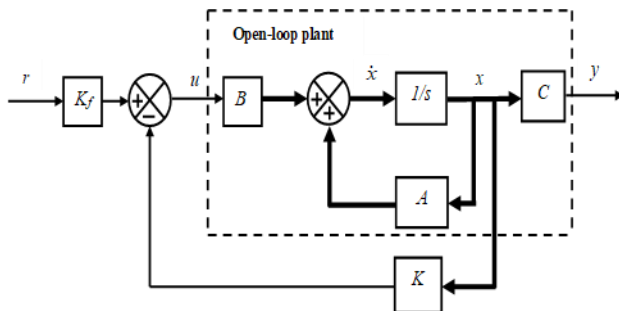 Open-loop plant
r
K_f
+
−
u
B
+
+
ẋ
1/s
x
C
y
A
K